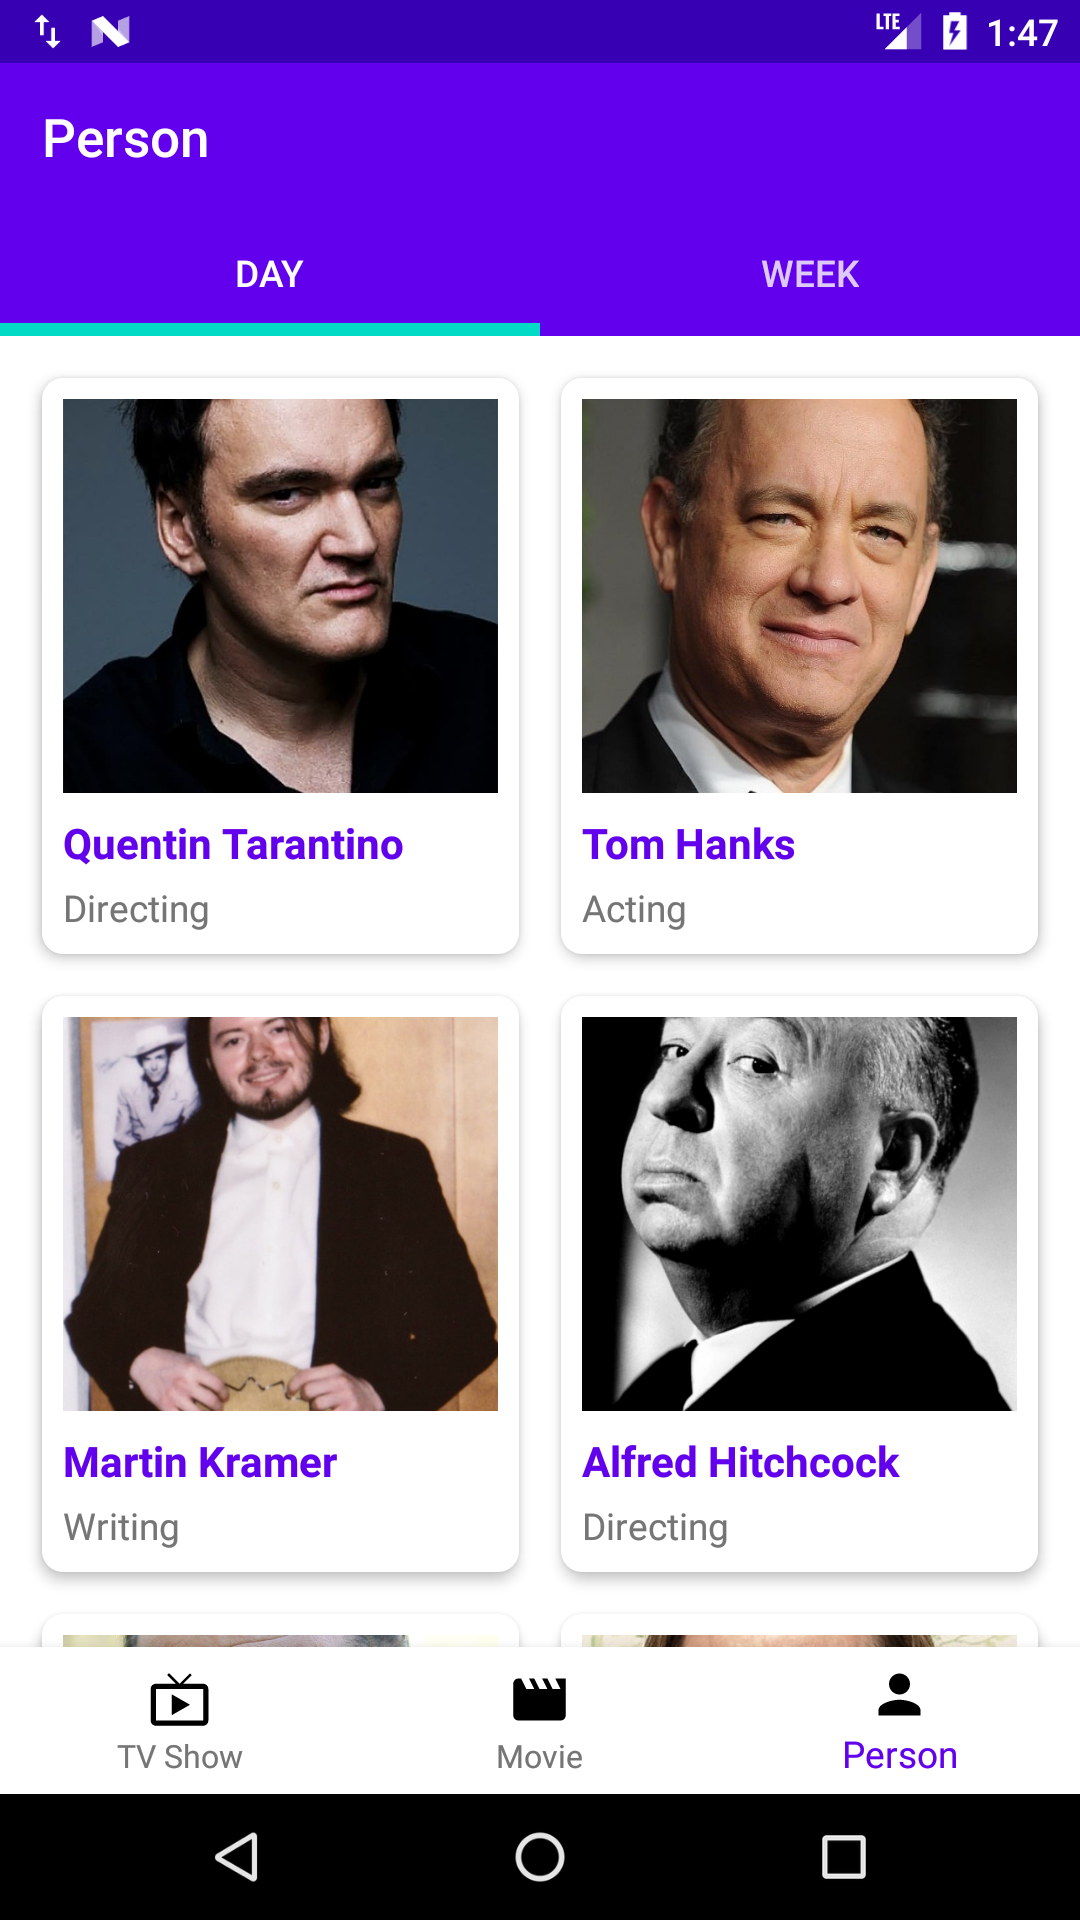 LTE 1:47
Person
DAY WEEK
Quentin Tarantino
Directing
Tom Hanks
Acting
Martin Kramer
Writing
Alfred Hitchcock
Directing
TV Show Movie Person